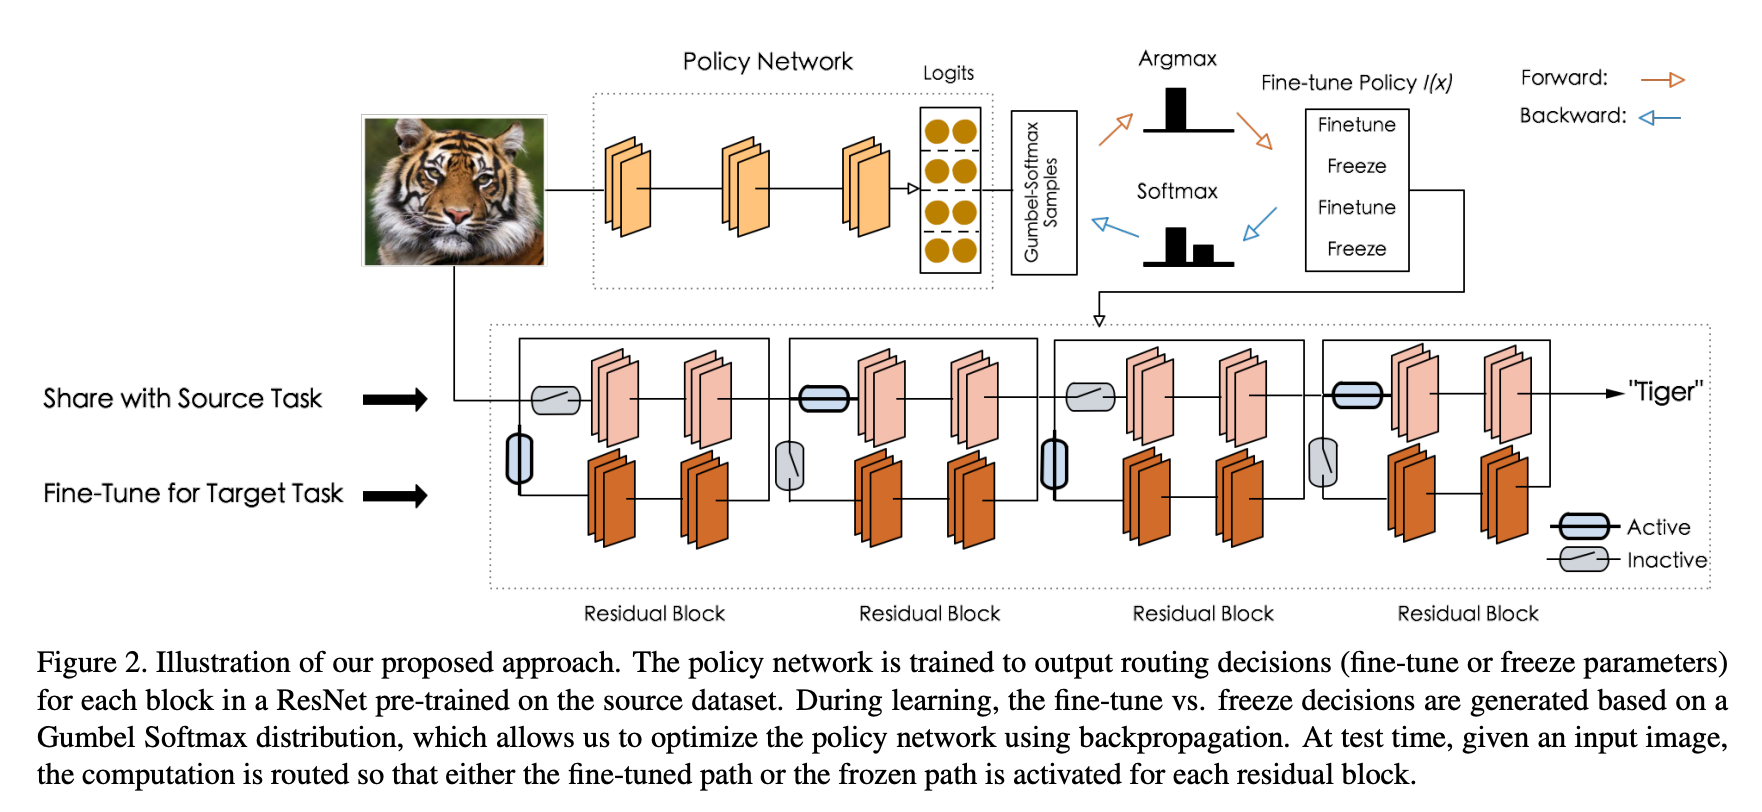 Policy Network
Logits
Gumbel-Softmax
Samples
Argmax
Softmax
Fine-tune Policy I(x)
Finetune
Freeze
Finetune
Freeze
Forward:
Backward:
Share with Source Task
Fine-Tune for Target Task
"Tiger"
Active
Inactive
Residual Block
Residual Block
Residual Block
Residual Block
Figure 2. Illustration of our proposed approach. The policy network is trained to output routing decisions (fine-tune or freeze parameters)
for each block in a ResNet pre-trained on the source dataset. During learning, the fine-tune vs. freeze decisions are generated based on a
Gumbel Softmax distribution, which allows us to optimize the policy network using backpropagation. At test time, given an input image,
the computation is routed so that either the fine-tuned path or the frozen path is activated for each residual block.